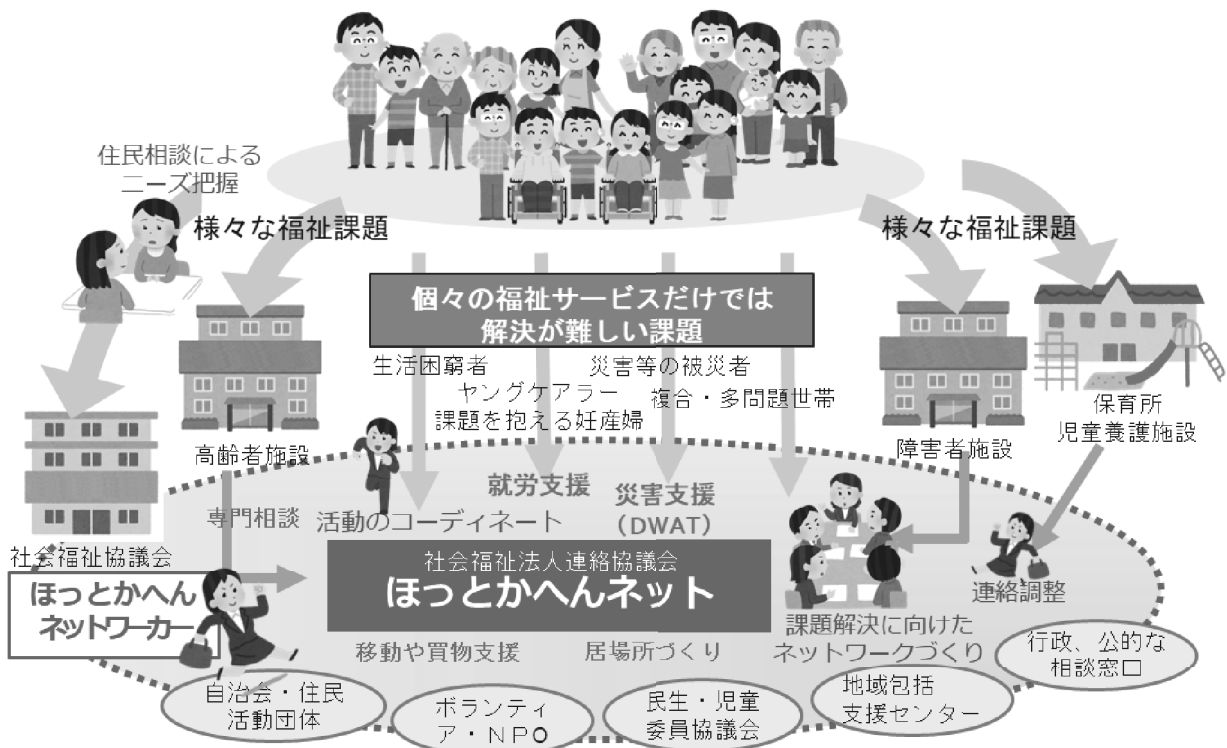 住民相談による
ニーズ把握
様々な福祉課題
様々な福祉課題
個々の福祉サービスだけでは
解決が難しい課題
生活困窮者
災害等の被災者
ヤングケアラー
複合・多問題世帯
課題を抱える妊産婦
保育所
児童養護施設
高齢者施設
障害者施設
就労支援
災害支援
(DWAT)
専門相談
活動のコーディネート
社会福祉協議会
ほっとかへん
ネットワーカー
社会福祉法人連絡協議会
ほっとかへんネット
連絡調整
移動や買物支援
居場所づくり
課題解決に向けた
ネットワークづくり
行政、公的な
相談窓口
自治会・住民
活動団体
ボランティ
ア・NPO
民生・児童
委員協議会
地域包括
支援センター